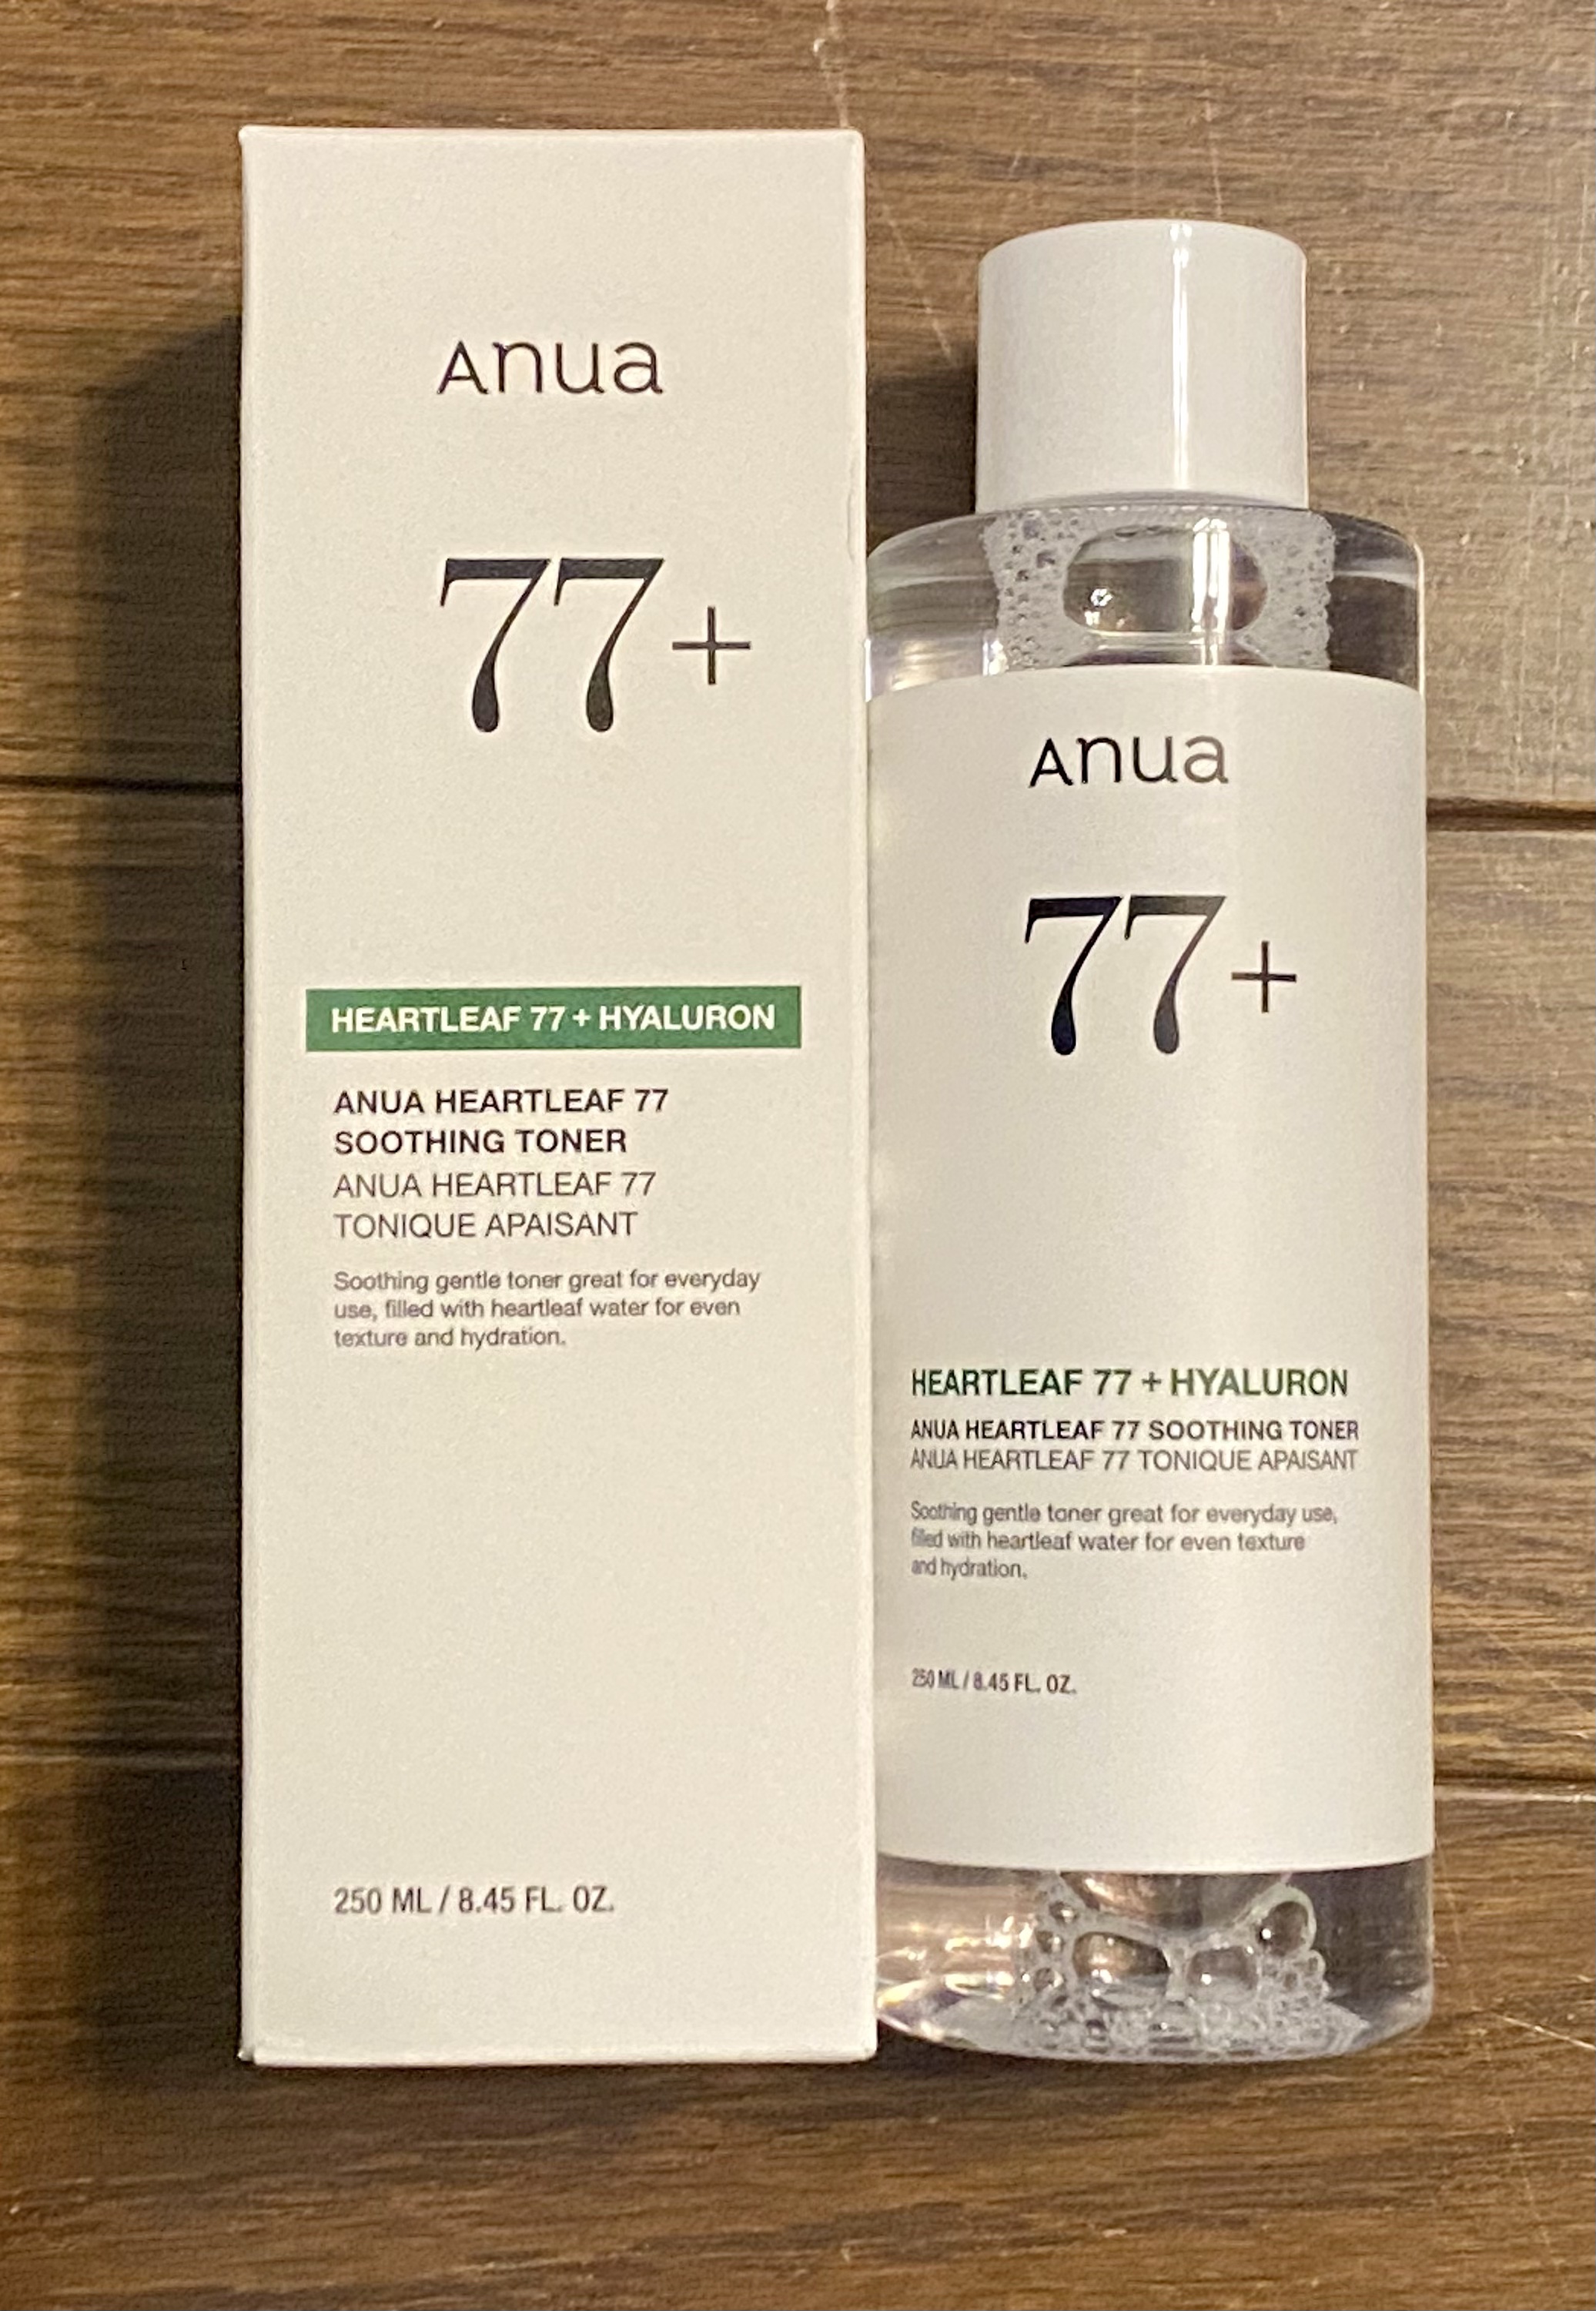 Anua
77+
HEARTLEAF 77 + HYALURON
ANUA HEARTLEAF 77
SOOTHING TONER
ANUA HEARTLEAF 77
TONIQUE APAISANT
Soothing gentle toner great for everyday
use, filled with heartleaf water for even
texture and hydration.
250 ML / 8.45 FL. OZ.
Anua
77+
HEARTLEAF 77 + HYALURON
ANUA HEARTLEAF 77 SOOTHING TONER
ANUA HEARTLEAF 77 TONIQUE APAISANT
Soothing gentle toner great for everyday use,
filled with heartleaf water for even texture
and hydration.
250 ML / 8.45 FL. OZ.